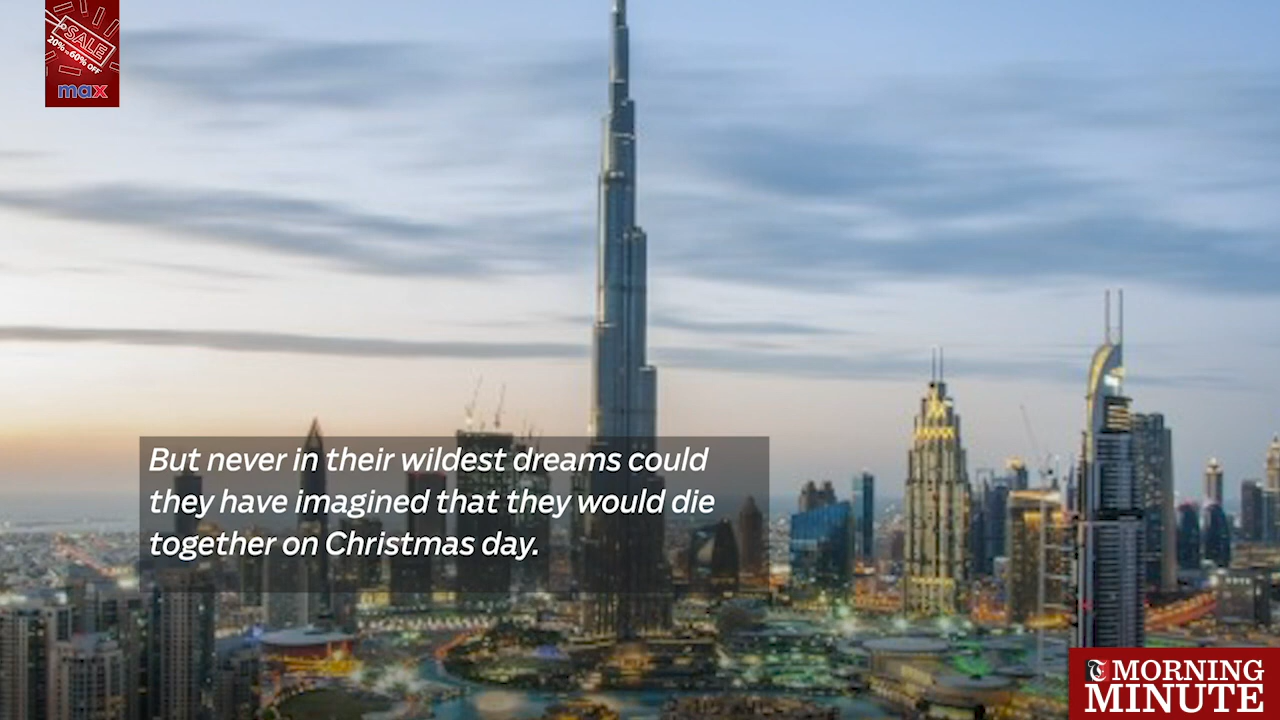 SALE
20% to 60% OFF
max
But never in their wildest dreams could
they have imagined that they would die
together on Christmas day.
MORNING
MINUTE